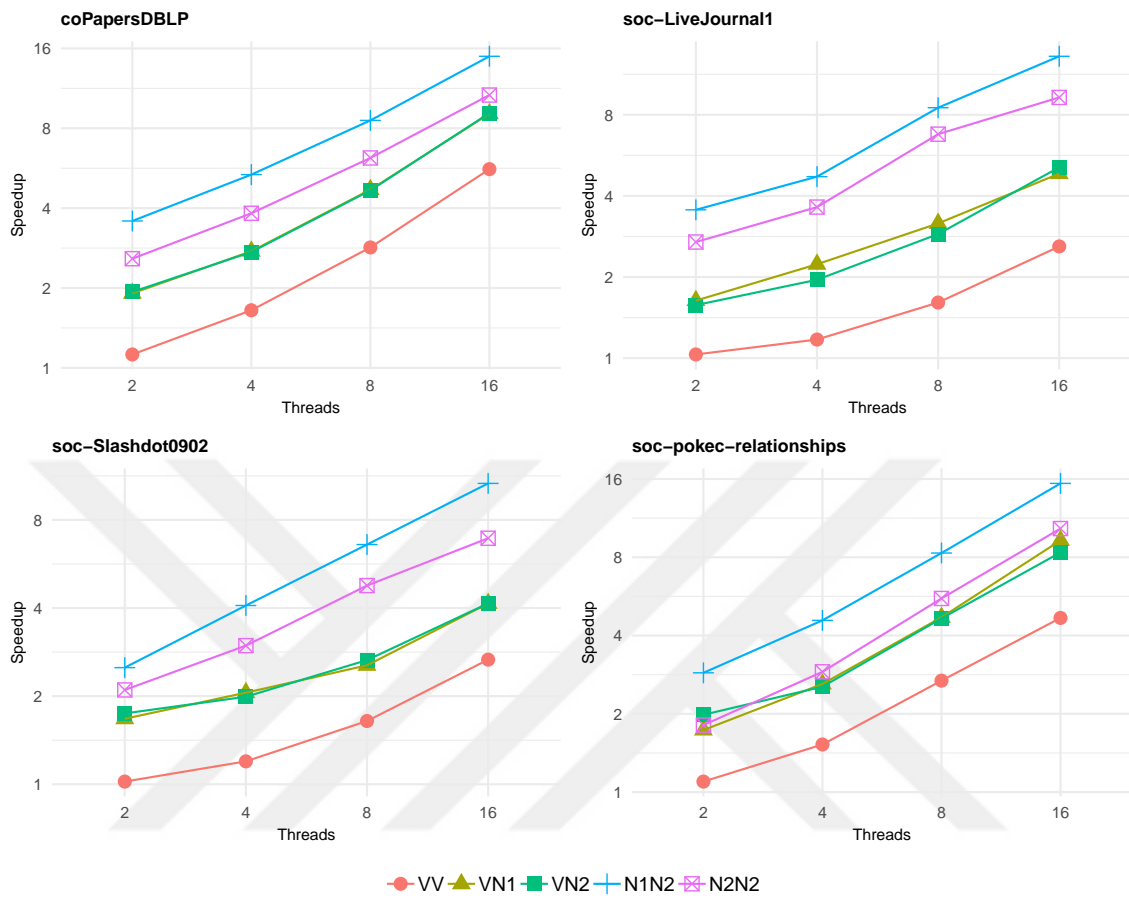 coPapersDBLP
16
8
4
2
1
Speedup
2 4 8 16
Threads
soc-LiveJournal1
8
4
2
1
Speedup
2 4 8 16
Threads
soc-Slashdot0902
8
4
2
1
Speedup
2 4 8 16
Threads
soc-pokec-relationships
16
8
4
2
1
Speedup
2 4 8 16
Threads
VV VN1 VN2 N1N2 N2N2